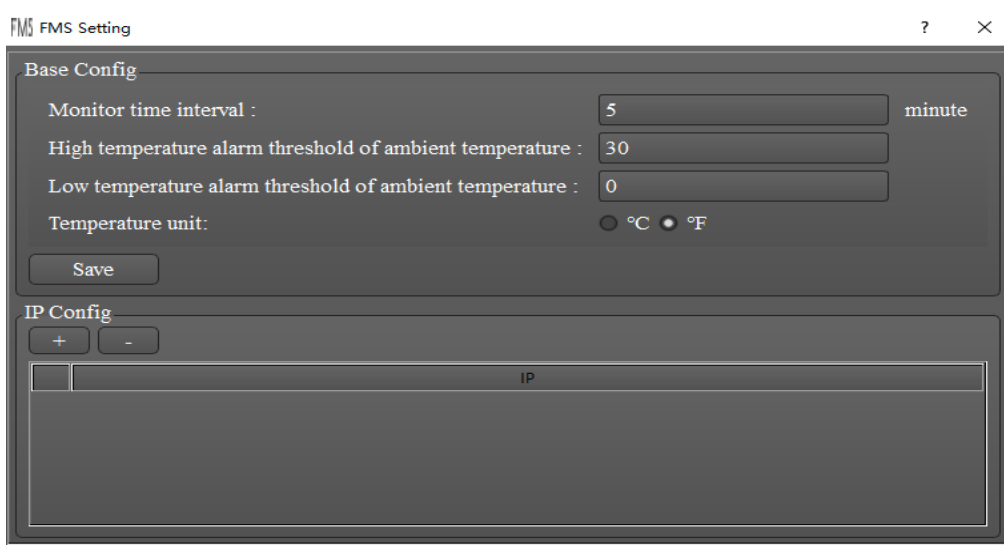 FMS FMS Setting ?
Base Config
Monitor time interval : 5 minute
High temperature alarm threshold of ambient temperature : 30
Low temperature alarm threshold of ambient temperature : 0
Temperature unit: °C °F
Save
IP Config
+ -
IP